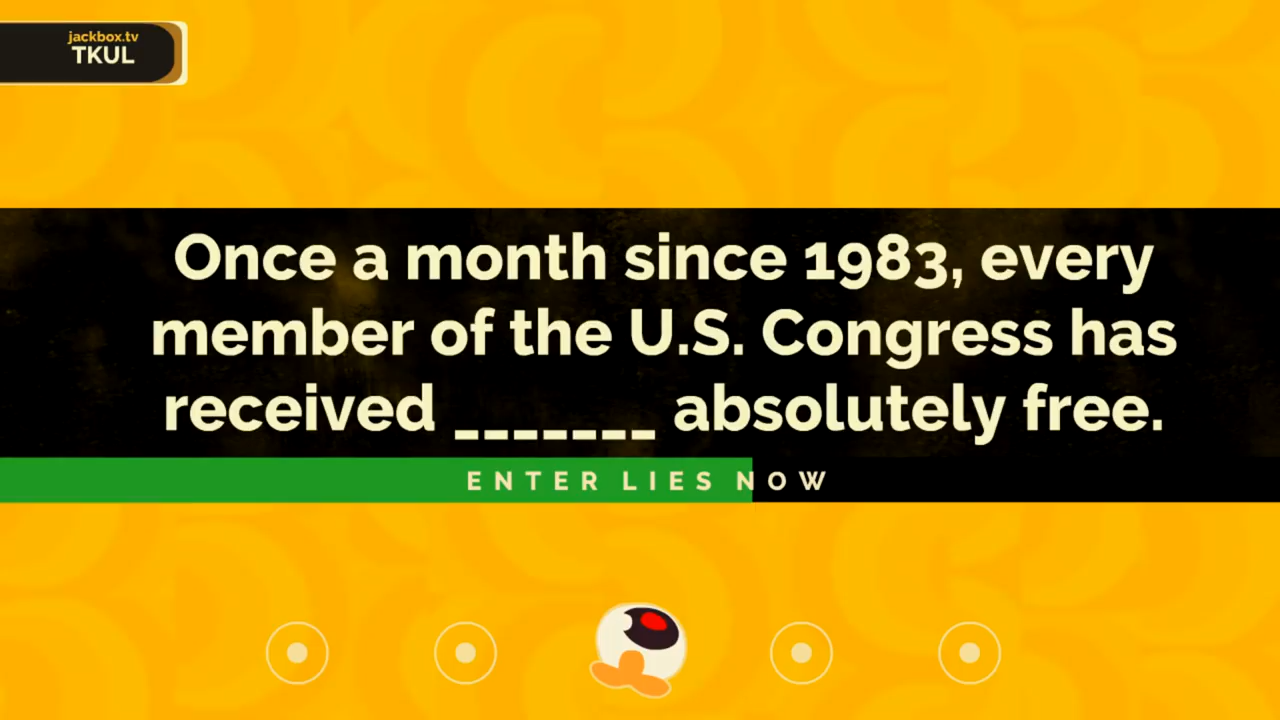 jackbox.tv
TKUL
Once a month since 1983, every
member of the U.S. Congress has
received _______ absolutely free.
ENTER LIES NOW